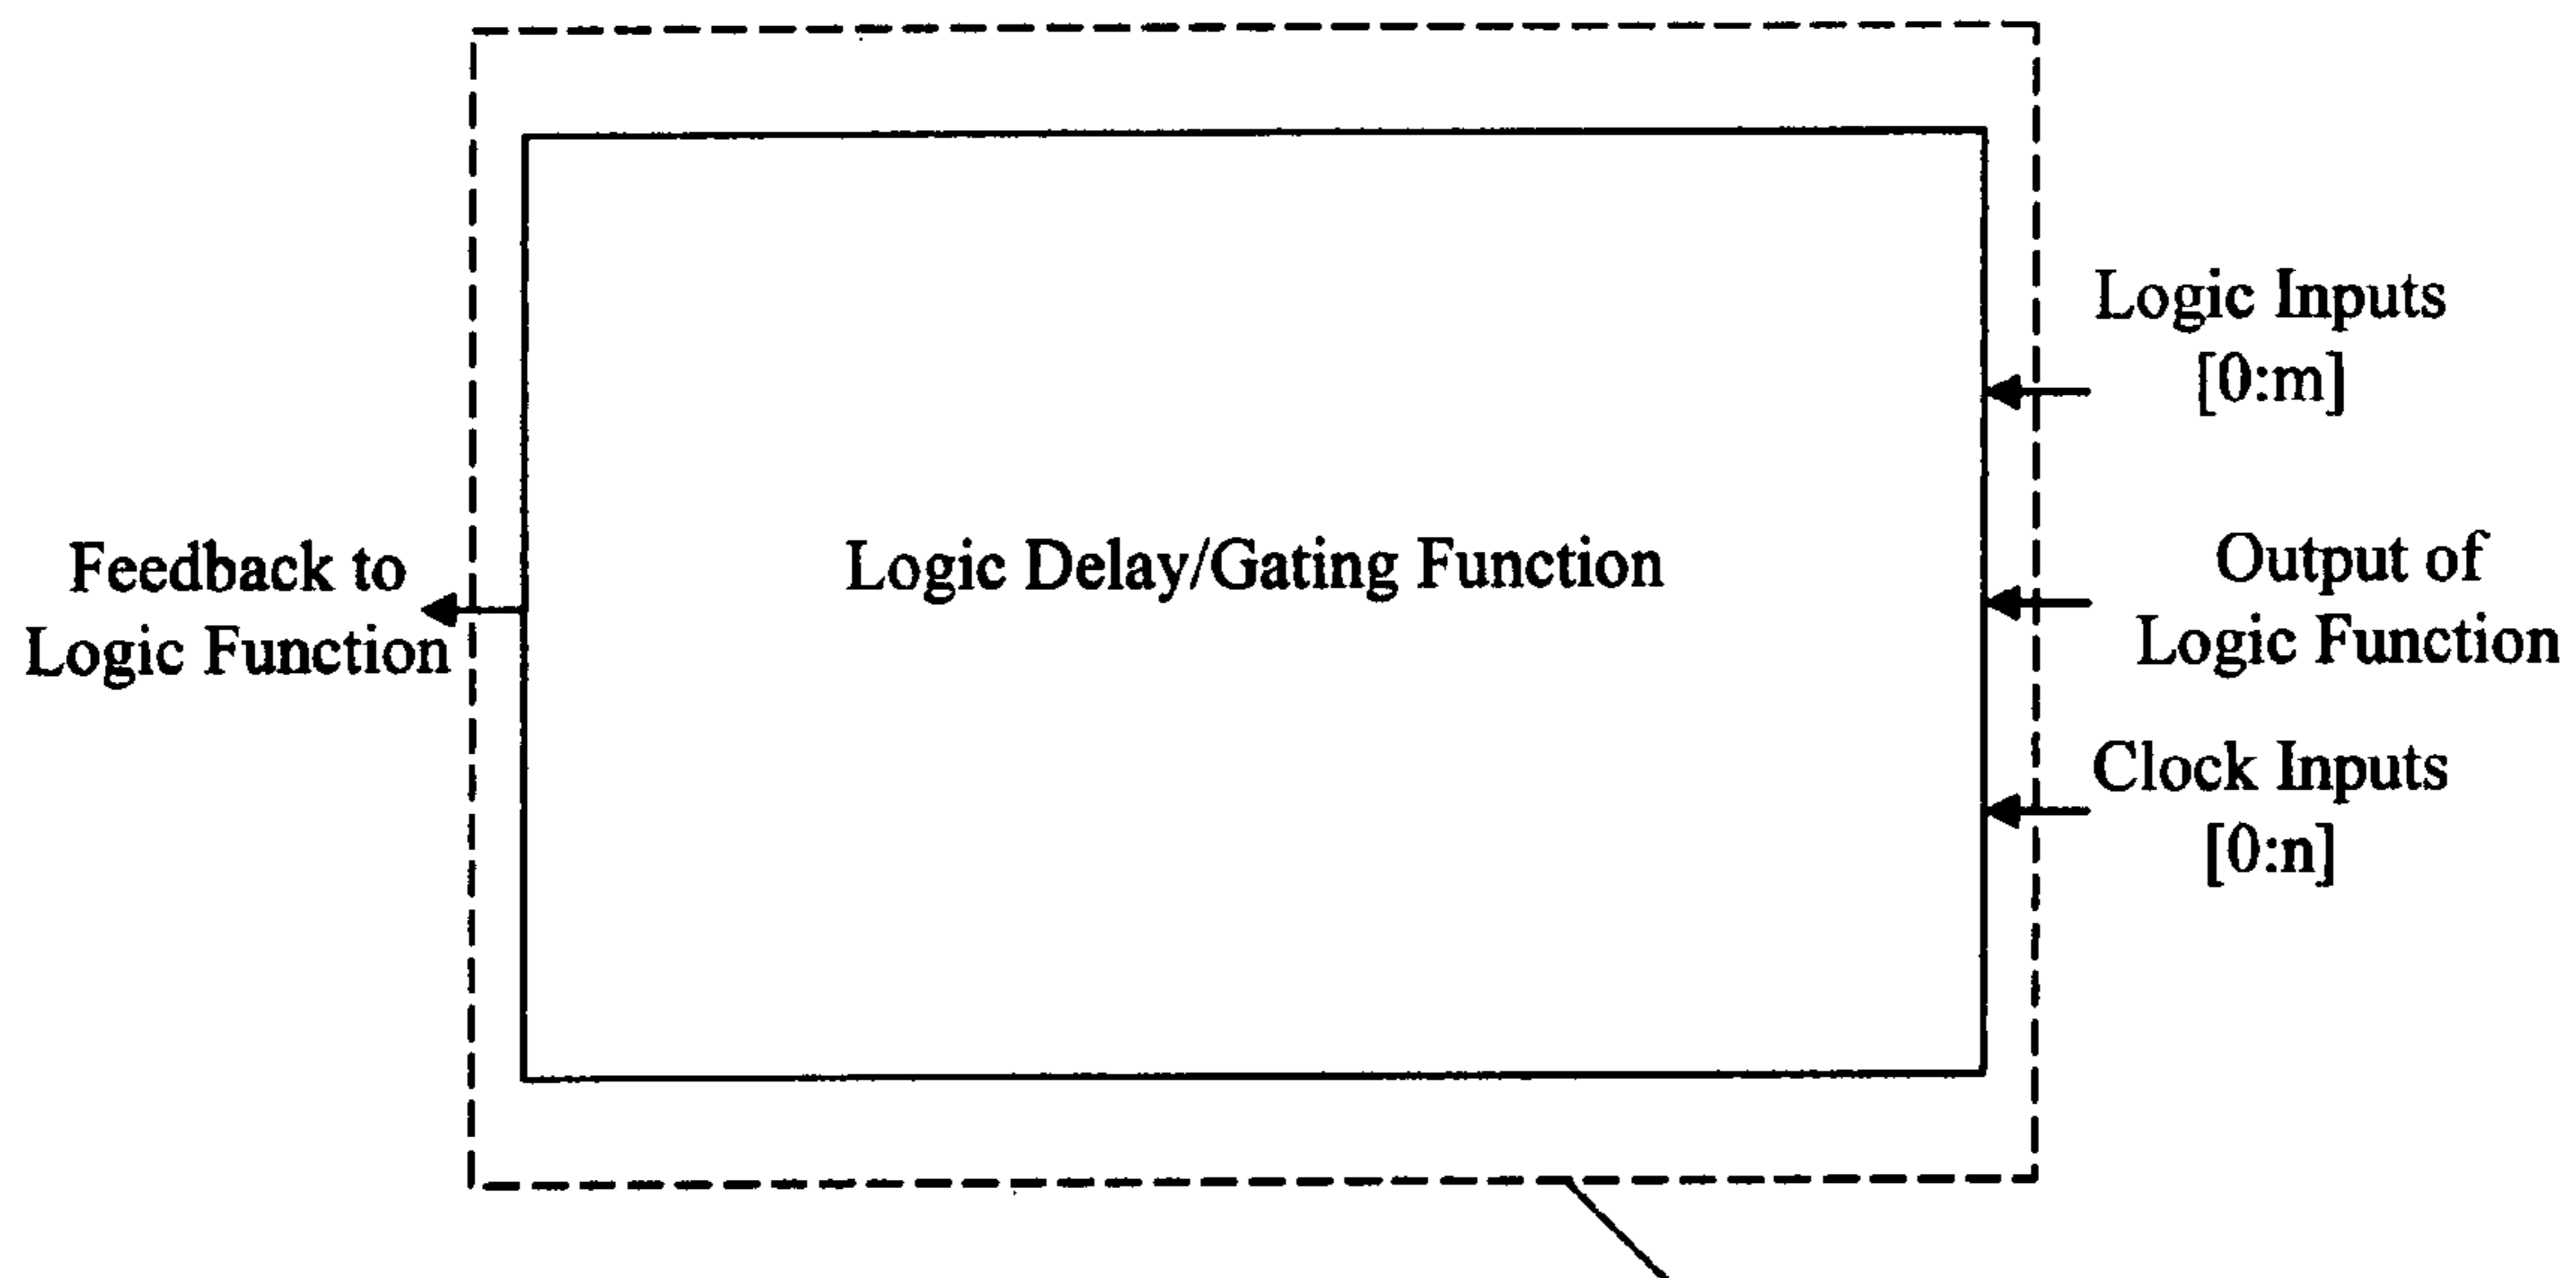 Feedback to
Logic Function
Logic Delay/Gating Function
Logic Inputs
[0:m]
Output of
Logic Function
Clock Inputs
[0:n]